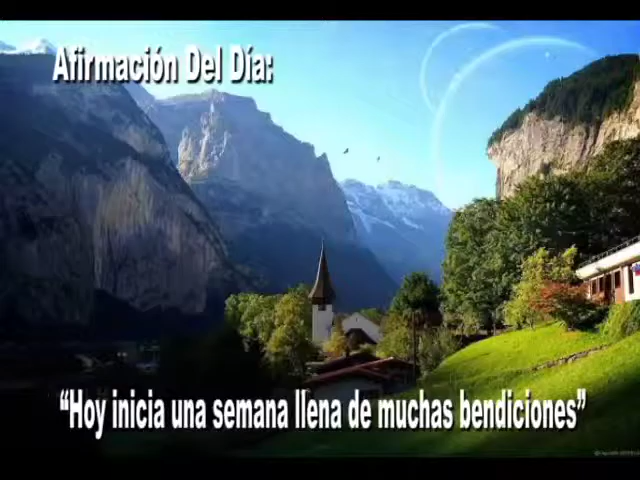 Afirmación Del Día:
“Hoy inicia una semana llena de muchas bendiciones”